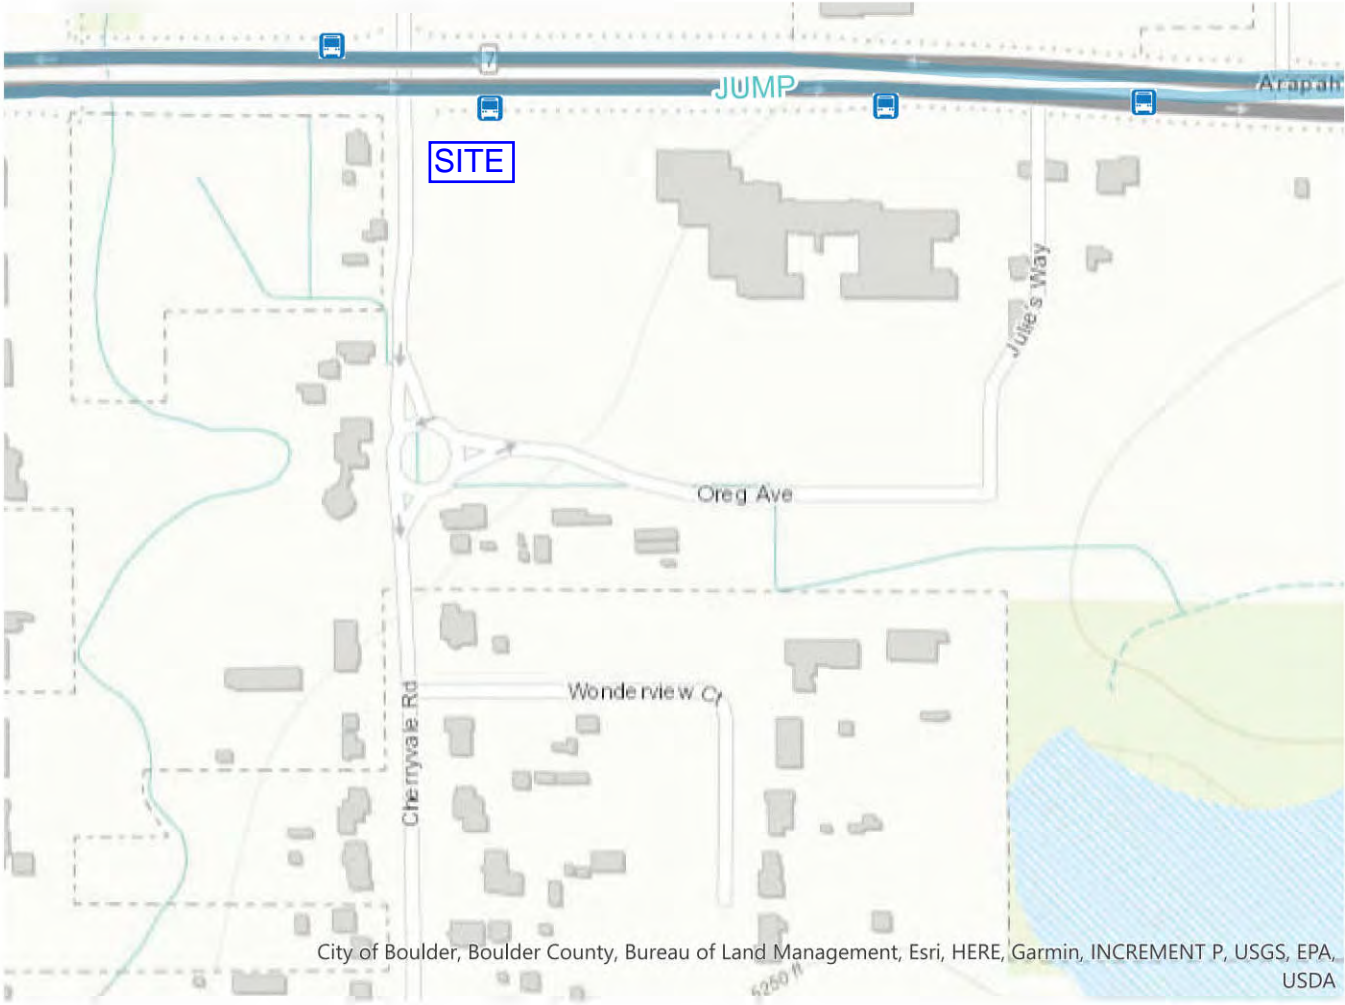 7
JUMP
Arapah
SITE
Julie's Way
Oreg Ave
Wonderview Ct
Cherryvale Rd
City of Boulder, Boulder County, Bureau of Land Management, Esri, HERE, Garmin, INCREMENT P, USGS, EPA,
USDA
5250 ft